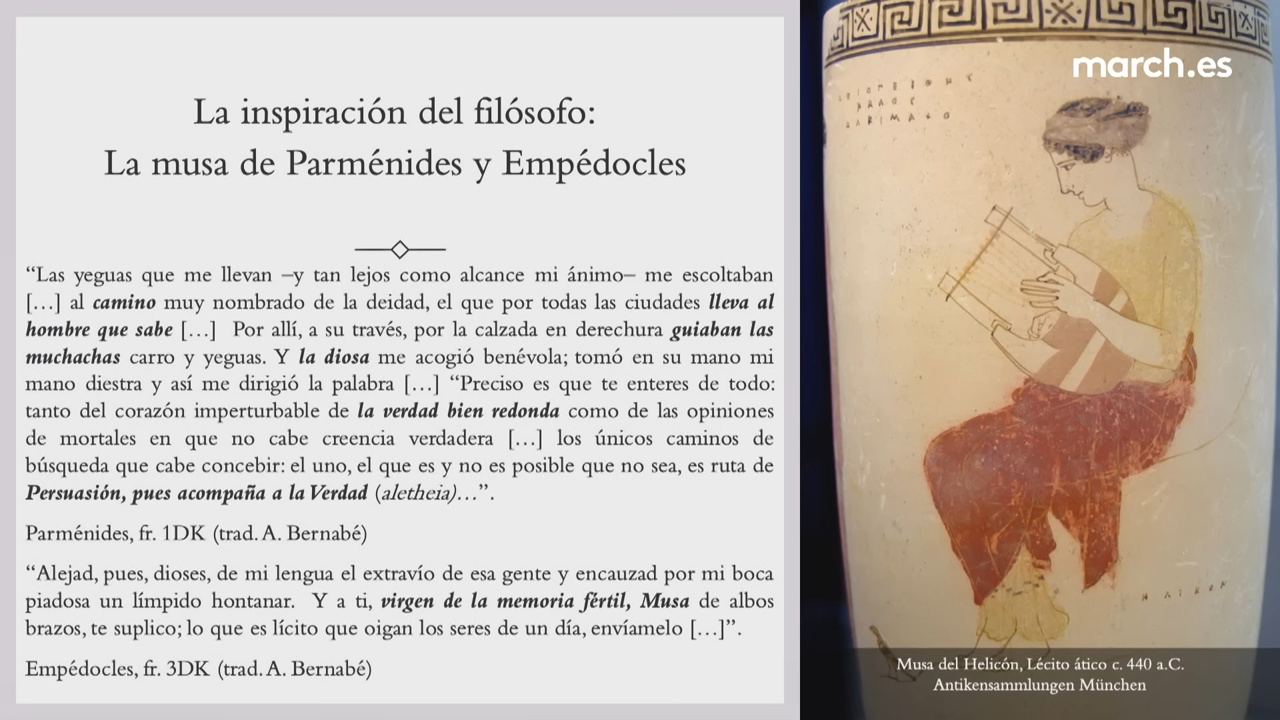 La inspiración del filósofo:
La musa de Parménides y Empédocles
“Las yeguas que me llevan –y tan lejos como alcance mi ánimo– me escoltaban
[…] al camino muy nombrado de la deidad, el que por todas las ciudades lleva al
hombre que sabe […] Por allí, a su través, por la calzada en derechura guiaban las
muchachas carro y yeguas. Y la diosa me acogió benévola; tomó en su mano mi
mano diestra y así me dirigió la palabra […] “Preciso es que te enteres de todo:
tanto del corazón imperturbable de la verdad bien redonda como de las opiniones
de mortales en que no cabe creencia verdadera […] los únicos caminos de
búsqueda que cabe concebir: el uno, el que es y no es posible que no sea, es ruta de
Persuasión, pues acompaña a la Verdad (aletheia)…”.
Parménides, fr. 1DK (trad. A. Bernabé)
“Alejad, pues, dioses, de mi lengua el extravío de esa gente y encauzad por mi boca
piadosa un límpido hontanar. Y a ti, virgen de la memoria fértil, Musa de albos
brazos, te suplico; lo que es lícito que oigan los seres de un día, envíamelo […]”.
Empédocles, fr. 3DK (trad. A. Bernabé)
march.es
Musa del Helicón, Lécito ático c. 440 a.C.
Antikensammlungen München